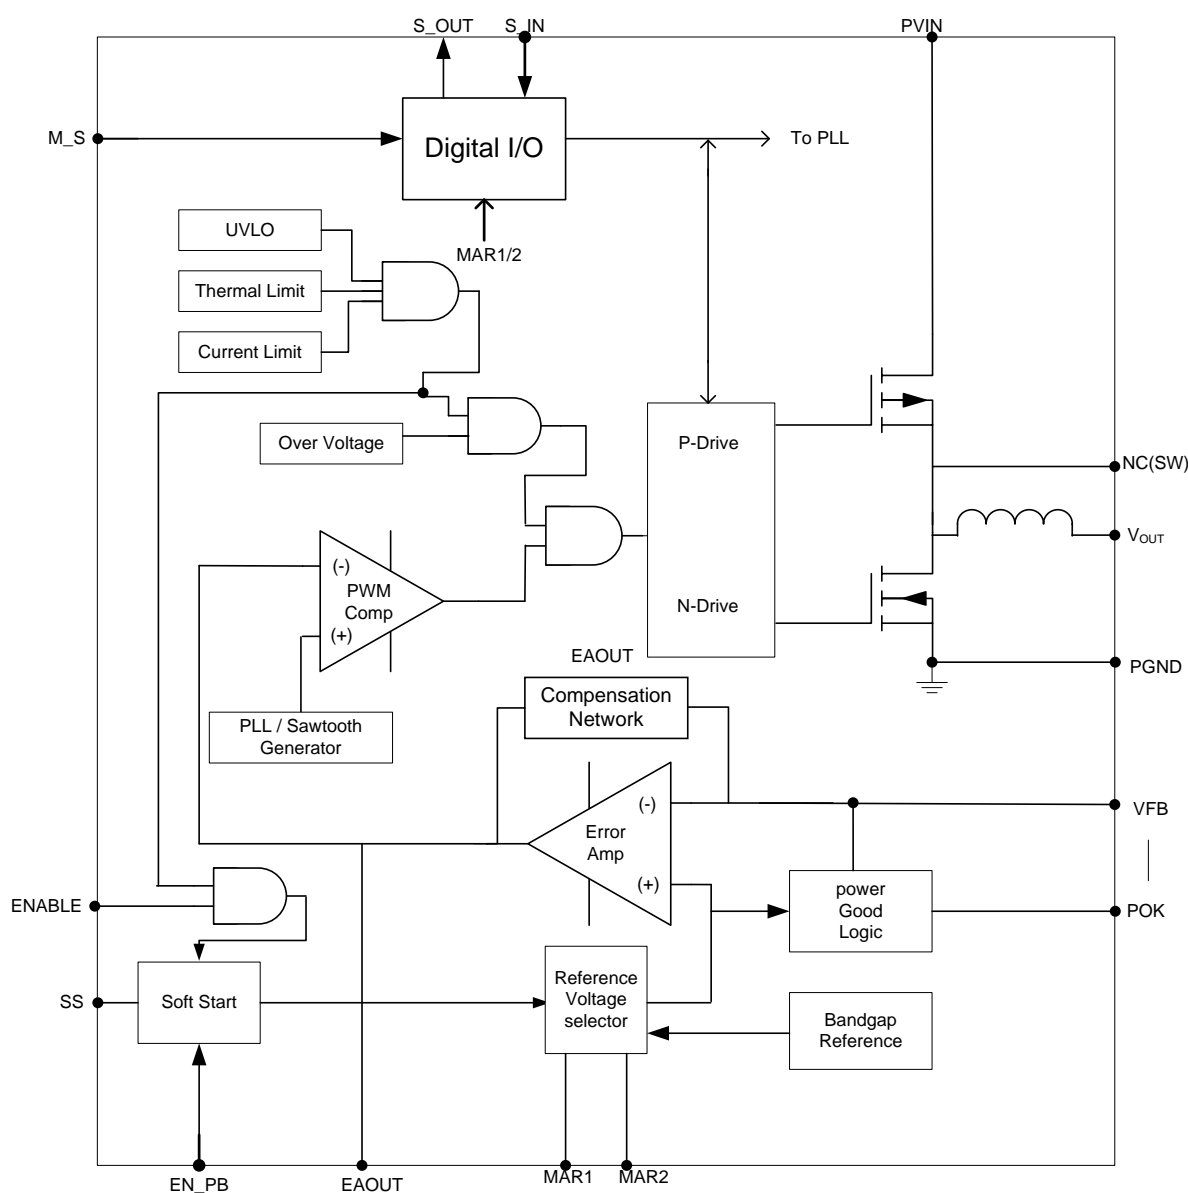 S_OUT
S_IN
PVIN
M_S
Digital I/O
To PLL
UVLO
MAR1/2
Thermal Limit
Current Limit
Over Voltage
P-Drive
NC(SW)
VOUT
(-)
PWM
Comp
(+)
N-Drive
EAOUT
PGND
Compensation
Network
PLL / Sawtooth
Generator
(-)
VFB
Error
Amp
(+)
power
Good
Logic
ENABLE
POK
SS
Soft Start
Reference
Voltage
selector
Bandgap
Reference
EN_PB
EAOUT
MAR1
MAR2